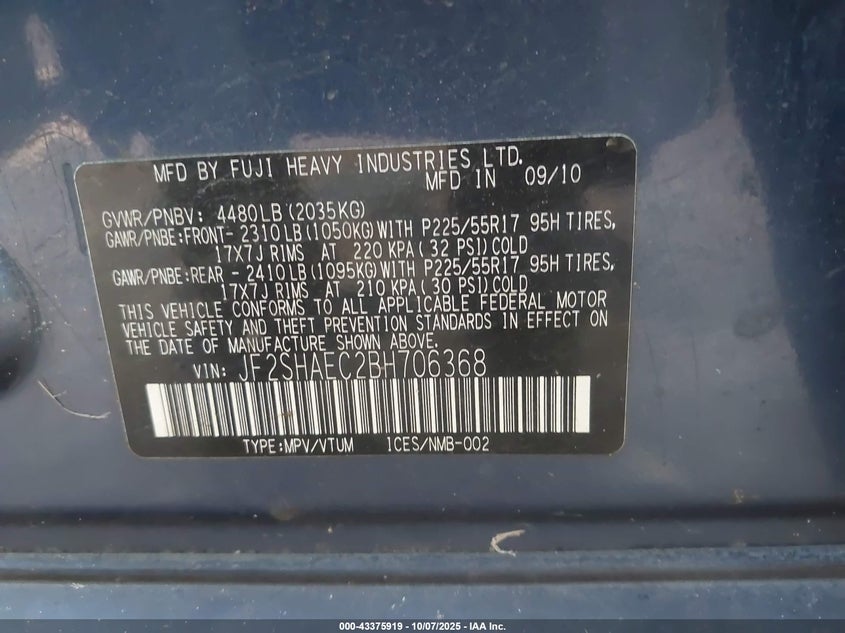 MFD BY FUJI HEAVY INDUSTRIES LTD.
MFD IN 09/10
GVWR/PNBV: 4480LB(2035KG)
GAWR/PNBE:FRONT- 2310LB(1050KG)WITH P225/55R17 95H TIRES,
17X7J RIMS AT 220 KPA(32 PSI)COLD
GAWR/PNBE:REAR - 2410LB(1095KG)WITH P225/55R17 95H TIRES,
17X7J RIMS AT 210 KPA(30 PSI)COLD
THIS VEHICLE CONFORMS TO ALL APPLICABLE FEDERAL MOTOR
VEHICLE SAFETY AND THEFT PREVENTION STANDARDS IN EFFECT ON
THE DATE OF MANUFACTURE SHOWN ABOVE.
VIN: JF2SHAEC2BH706368
TYPE:MPV/VTUM ICES/NMB-002
000-43375919 - 10/07/2025 - IAA Inc.